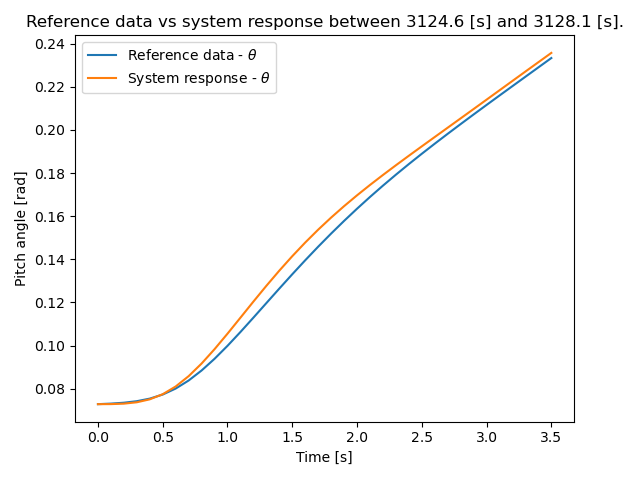 Reference data vs system response between 3124.6 [s] and 3128.1 [s].
Reference data - θ
System response - θ
Pitch angle [rad]
0.24
0.22
0.20
0.18
0.16
0.14
0.12
0.10
0.08
0.0 0.5 1.0 1.5 2.0 2.5 3.0 3.5
Time [s]